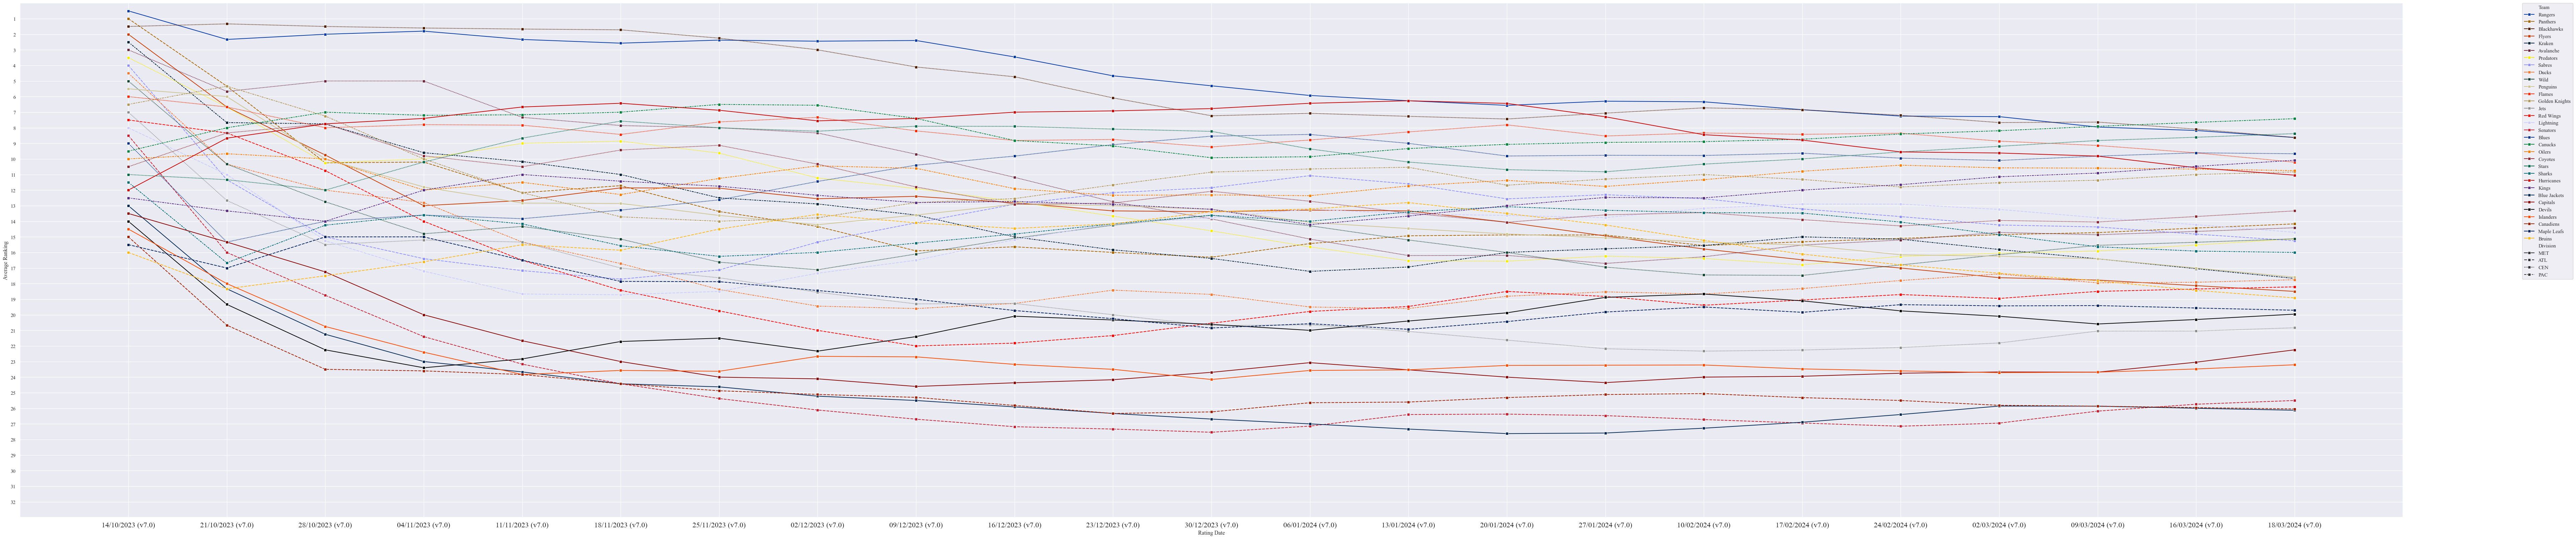 Average Ranking
1
2
3
4
5
6
7
8
9
10
11
12
13
14
15
16
17
18
19
20
21
22
23
24
25
26
27
28
29
30
31
32
14/10/2023 (v7.0)
21/10/2023 (v7.0)
28/10/2023 (v7.0)
04/11/2023 (v7.0)
11/11/2023 (v7.0)
18/11/2023 (v7.0)
25/11/2023 (v7.0)
02/12/2023 (v7.0)
09/12/2023 (v7.0)
16/12/2023 (v7.0)
23/12/2023 (v7.0)
30/12/2023 (v7.0)
06/01/2024 (v7.0)
13/01/2024 (v7.0)
20/01/2024 (v7.0)
27/01/2024 (v7.0)
10/02/2024 (v7.0)
17/02/2024 (v7.0)
24/02/2024 (v7.0)
02/03/2024 (v7.0)
09/03/2024 (v7.0)
16/03/2024 (v7.0)
18/03/2024 (v7.0)
Rating Date
Team
Rangers
Panthers
Blackhawks
Flyers
Kraken
Avalanche
Predators
Sabres
Ducks
Wild
Penguins
Flames
Golden Knights
Jets
Red Wings
Lightning
Senators
Blues
Canucks
Oilers
Coyotes
Stars
Sharks
Hurricanes
Kings
Blue Jackets
Capitals
Devils
Islanders
Canadiens
Maple Leafs
Bruins
Division
MET
ATL
CEN
PAC